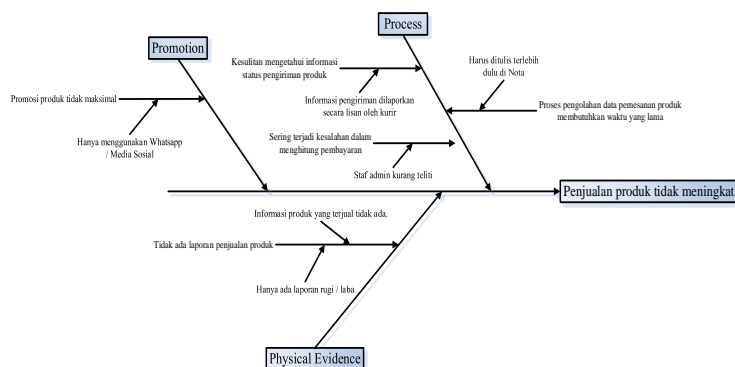 Process
Promotion
Kesulitan mengetahui informasi
status pengiriman produk
Harus ditulis terlebih
dulu di Nota
Promosi produk tidak maksimal
Informasi pengiriman dilaporkan
secara lisan oleh kurir
Proses pengolahan data pemesanan produk
membutuhkan waktu yang lama
Hanya menggunakan Whatsapp
/ Media Sosial
Sering terjadi kesalahan dalam
menghitung pembayaran
Staf admin kurang teliti
Penjualan produk tidak meningkat
Informasi produk yang terjual tidak ada.
Tidak ada laporan penjualan produk
Hanya ada laporan rugi / laba
Physical Evidence